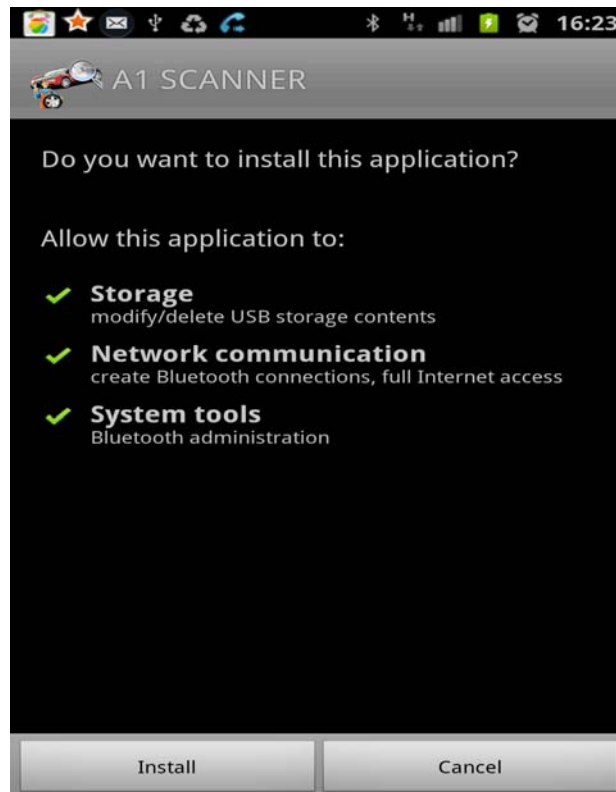 H
16:23
A1 SCANNER
Do you want to install this application?
Allow this application to:
Storage
modify/delete USB storage contents
Network communication
create Bluetooth connections, full Internet access
System tools
Bluetooth administration
Install
Cancel